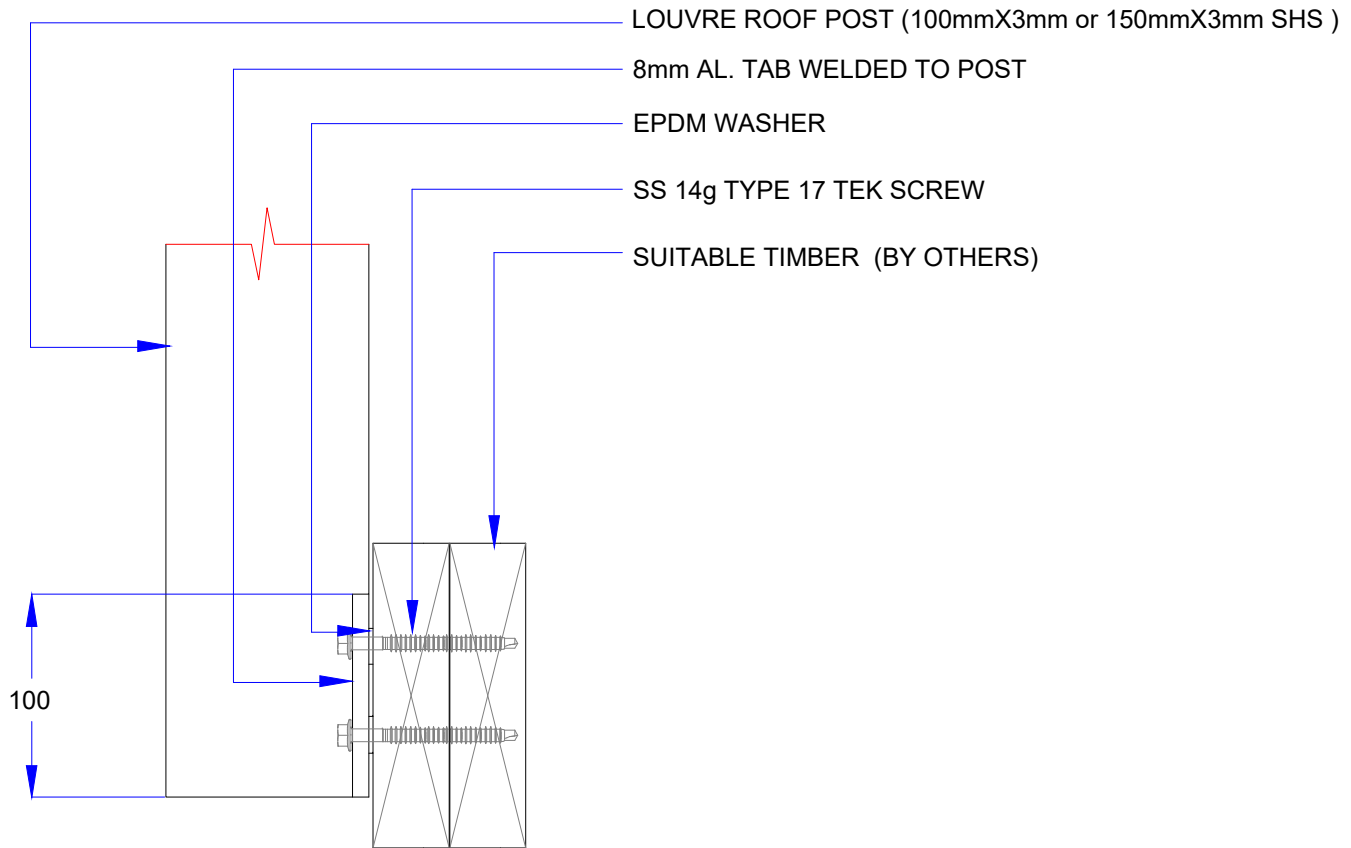 LOUVRE ROOF POST (100mmX3mm or 150mmX3mm SHS )
8mm AL. TAB WELDED TO POST
EPDM WASHER
SS 14g TYPE 17 TEK SCREW
SUITABLE TIMBER (BY OTHERS)
100